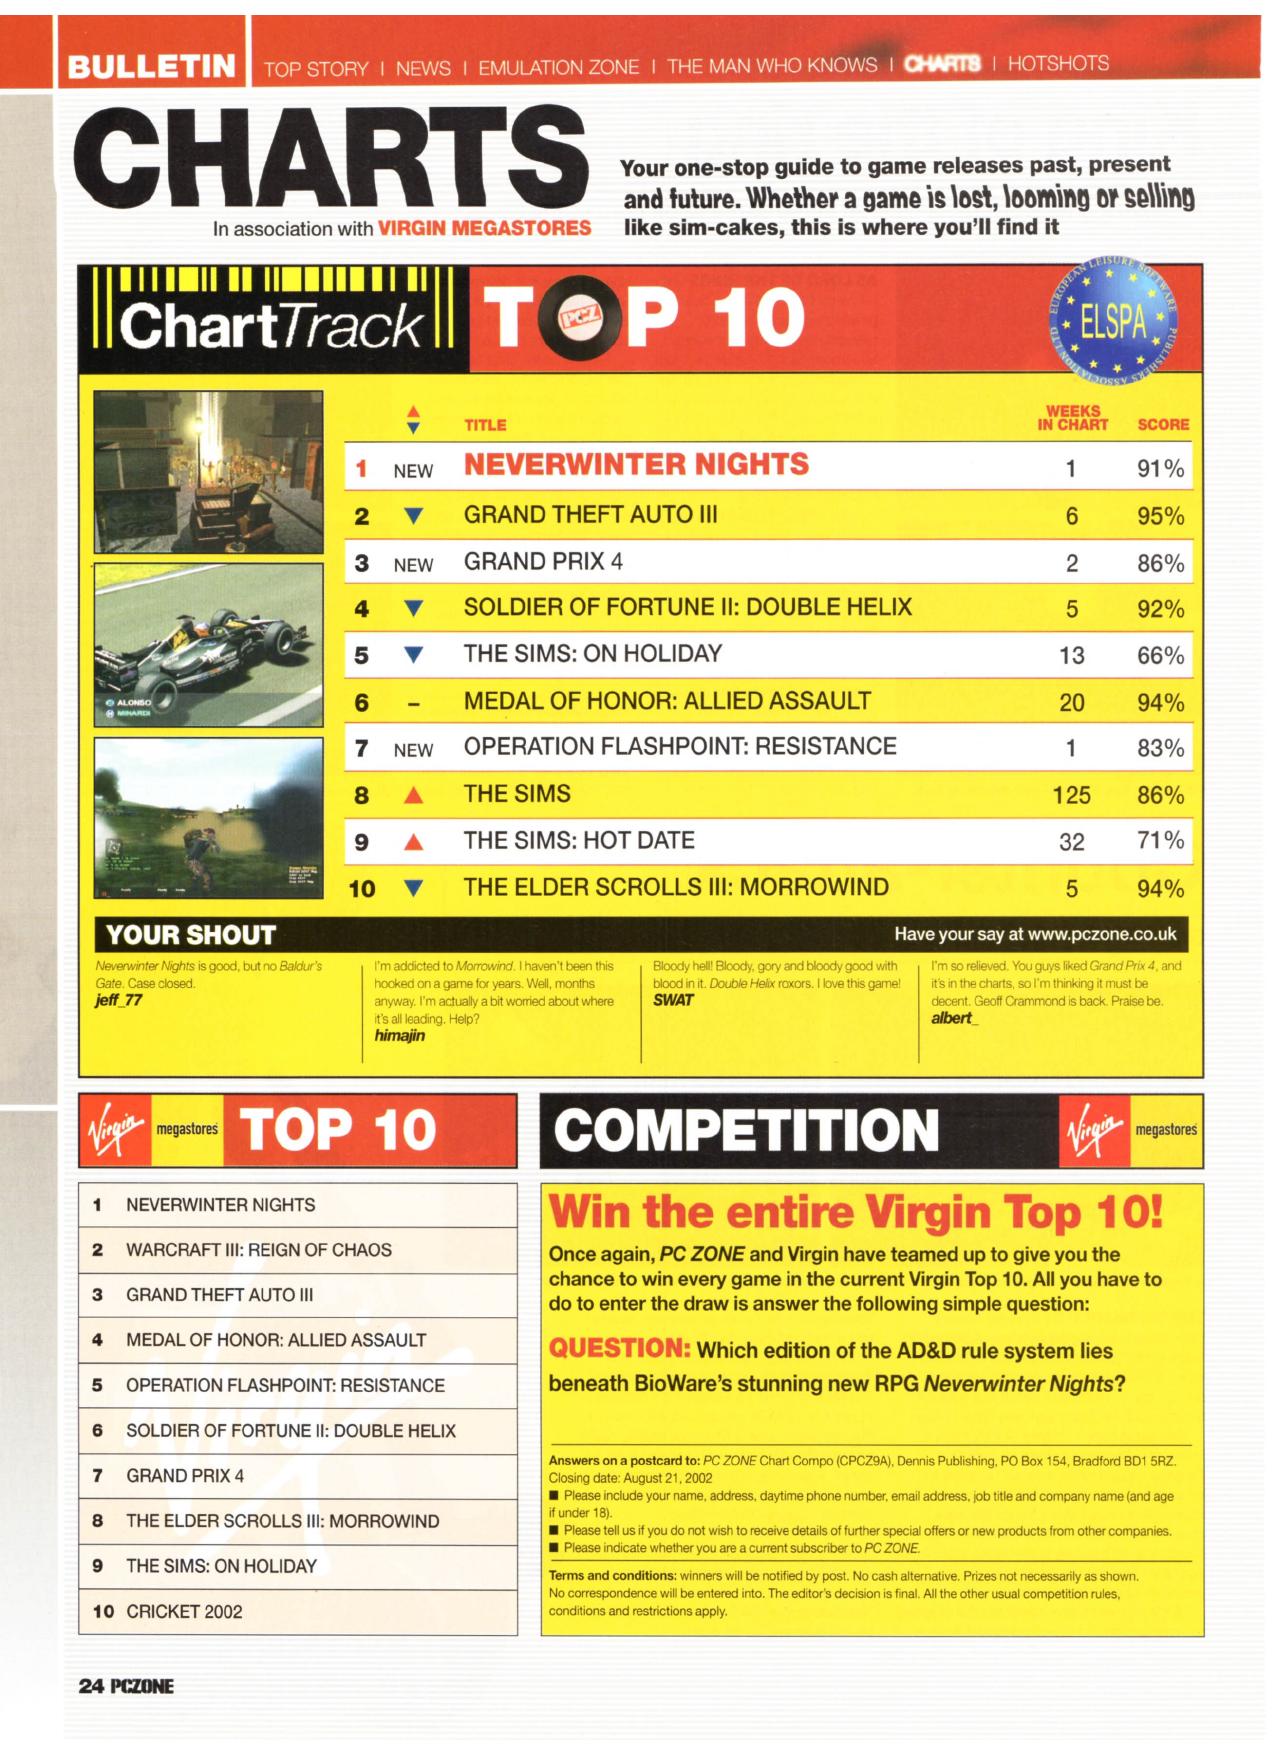 BULLETIN
TOP STORY | NEWS | EMULATION ZONE | THE MAN WHO KNOWS | CHARTS | HOTSHOTS
CHARTS
In association with VIRGIN MEGASTORES
Your one-stop guide to game releases past, present
and future. Whether a game is lost, looming or selling
like sim-cakes, this is where you'll find it
ChartTrack
TOP 10
PCZ
EUROPEAN LEISURE SOFTWARE PUBLISHERS ASSOCIATION LTD
ELSPA
▲▼ TITLE WEEKS IN CHART SCORE
1 NEW NEVERWINTER NIGHTS 1 91%
2 ▼ GRAND THEFT AUTO III 6 95%
3 NEW GRAND PRIX 4 2 86%
4 ▼ SOLDIER OF FORTUNE II: DOUBLE HELIX 5 92%
5 ▼ THE SIMS: ON HOLIDAY 13 66%
6 – MEDAL OF HONOR: ALLIED ASSAULT 20 94%
7 NEW OPERATION FLASHPOINT: RESISTANCE 1 83%
8 ▲ THE SIMS 125 86%
9 ▲ THE SIMS: HOT DATE 32 71%
10 ▼ THE ELDER SCROLLS III: MORROWIND 5 94%
ALONSO
MINARDI
YOUR SHOUT
Have your say at www.pczone.co.uk
Neverwinter Nights is good, but no Baldur's
Gate. Case closed.
jeff_77
I'm addicted to Morrowind. I haven't been this
hooked on a game for years. Well, months
anyway. I'm actually a bit worried about where
it's all leading. Help?
himajin
Bloody hell! Bloody, gory and bloody good with
blood in it. Double Helix roxors. I love this game!
SWAT
I'm so relieved. You guys liked Grand Prix 4, and
it's in the charts, so I'm thinking it must be
decent. Geoff Crammond is back. Praise be.
albert_
Virgin megastores TOP 10
1 NEVERWINTER NIGHTS
2 WARCRAFT III: REIGN OF CHAOS
3 GRAND THEFT AUTO III
4 MEDAL OF HONOR: ALLIED ASSAULT
5 OPERATION FLASHPOINT: RESISTANCE
6 SOLDIER OF FORTUNE II: DOUBLE HELIX
7 GRAND PRIX 4
8 THE ELDER SCROLLS III: MORROWIND
9 THE SIMS: ON HOLIDAY
10 CRICKET 2002
COMPETITION
Virgin megastores
Win the entire Virgin Top 10!
Once again, PC ZONE and Virgin have teamed up to give you the
chance to win every game in the current Virgin Top 10. All you have to
do to enter the draw is answer the following simple question:
QUESTION: Which edition of the AD&D rule system lies
beneath BioWare's stunning new RPG Neverwinter Nights?
Answers on a postcard to: PC ZONE Chart Compo (CPCZ9A), Dennis Publishing, PO Box 154, Bradford BD1 5RZ.
Closing date: August 21, 2002
■ Please include your name, address, daytime phone number, email address, job title and company name (and age
if under 18).
■ Please tell us if you do not wish to receive details of further special offers or new products from other companies.
■ Please indicate whether you are a current subscriber to PC ZONE.
Terms and conditions: winners will be notified by post. No cash alternative. Prizes not necessarily as shown.
No correspondence will be entered into. The editor's decision is final. All the other usual competition rules,
conditions and restrictions apply.
24 PCZONE